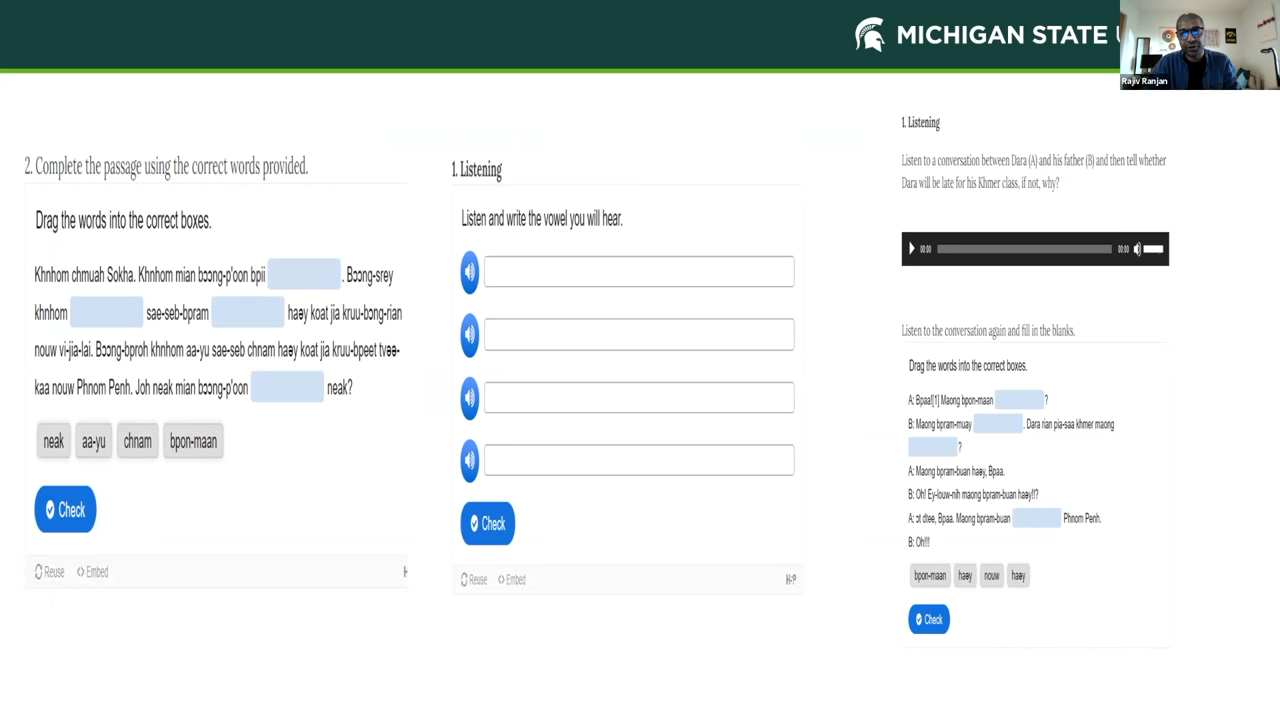 MICHIGAN STATE
Rajiv Ranjan
2. Complete the passage using the correct words provided.
Drag the words into the correct boxes.
Khnhom chmuah Sokha. Khnhom mian bɔɔng-p'oon bpii . Bɔɔng-srey
khnhom sae-seb-bpram haəy koat jia kruu-bɔng-rian
nouw vi-jia-lai. Bɔɔng-bproh khnhom aa-yu sae-seb chnam haəy koat jia kruu-bpeet tvəə-
kaa nouw Phnom Penh. Joh neak mian bɔɔng-p'oon neak?
neak aa-yu chnam bpon-maan
Check
Reuse Embed
1. Listening
Listen and write the vowel you will hear.
Check
Reuse Embed H-P
1. Listening
Listen to a conversation between Dara (A) and his father (B) and then tell whether
Dara will be late for his Khmer class, if not, why?
00:00 00:00
Listen to the conversation again and fill in the blanks.
Drag the words into the correct boxes.
A: Bpaa![1] Maong bpon-maan ?
B: Maong bpram-muay . Dara rian pia-saa khmer maong
?
A: Maong bpram-buan haəy, Bpaa.
B: Oh! Ey-louw-nih maong bpram-buan haəy!!?
A: ɔt dtee, Bpaa. Maong bpram-buan Phnom Penh.
B: Oh!!!
bpon-maan haəy nouw haəy
Check